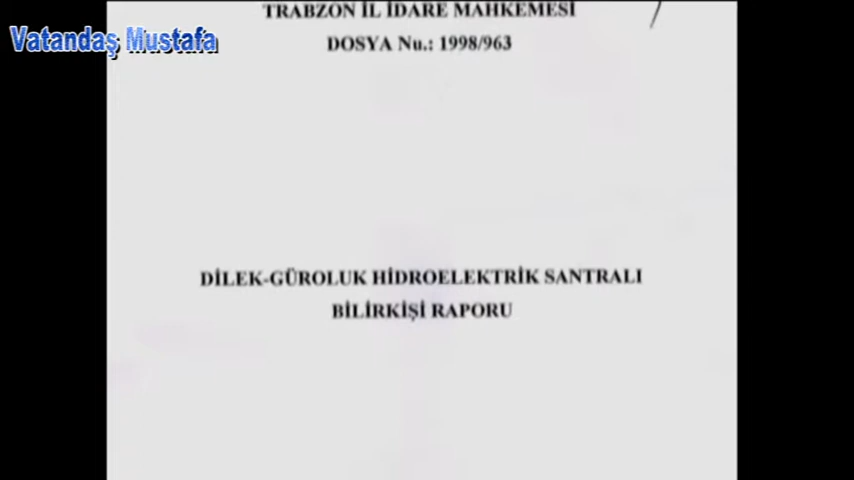 TRABZON İL İDARE MAHKEMESİ
Vatandaş Mustafa
DOSYA Nu.: 1998/963
DİLEK-GÜROLUK HİDROELEKTRİK SANTRALI
BİLİRKİŞİ RAPORU